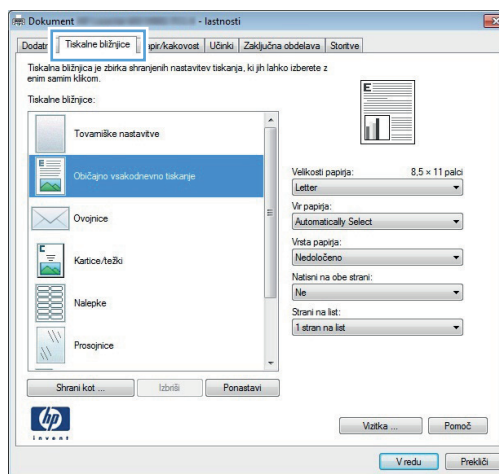 Dokument - lastnosti
Tiskalne bližnjice
Učinki
Zaključna obdelava
Storitve
Tiskalna bližnjica je zbirka shranjenih nastavitev tiskanja, ki jih lahko izberete z
enim samim klikom.
Tiskalne bližnjice:
Tovarniške nastavitve
Običajno vsakodnevno tiskanje
Ovojnice
Kartice/težki
Nalepke
Prosojnice
Shrani kot ...
Izbriši
Ponastavi
E
Velikosti papirja:
8,5 × 11 palci
Letter
Vir papirja:
Automatically Select
Vrsta papirja:
Nedoločeno
Natisni na obe strani:
Ne
Strani na list:
1 stran na list
hp
invent
Vizitka ...
Pomoč
V redu
Prekliči